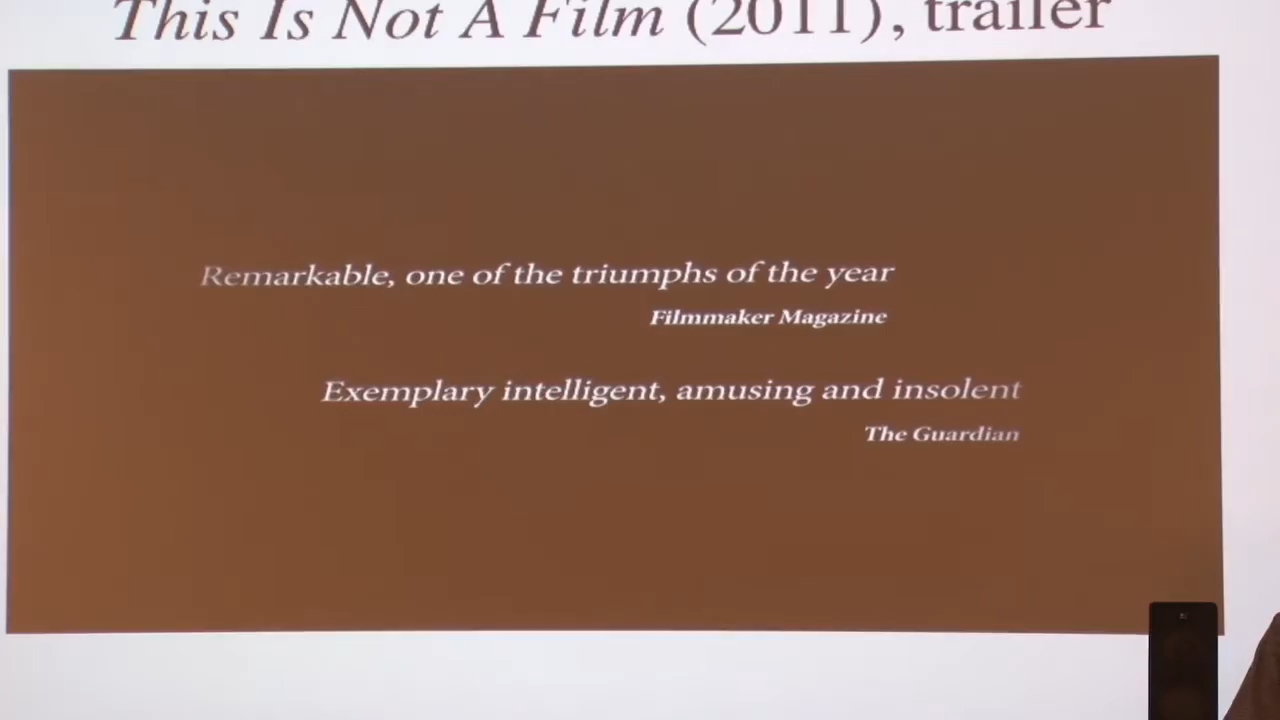 This Is Not A Film (2011), trailer
Remarkable, one of the triumphs of the year
Filmmaker Magazine
Exemplary intelligent, amusing and insolent
The Guardian